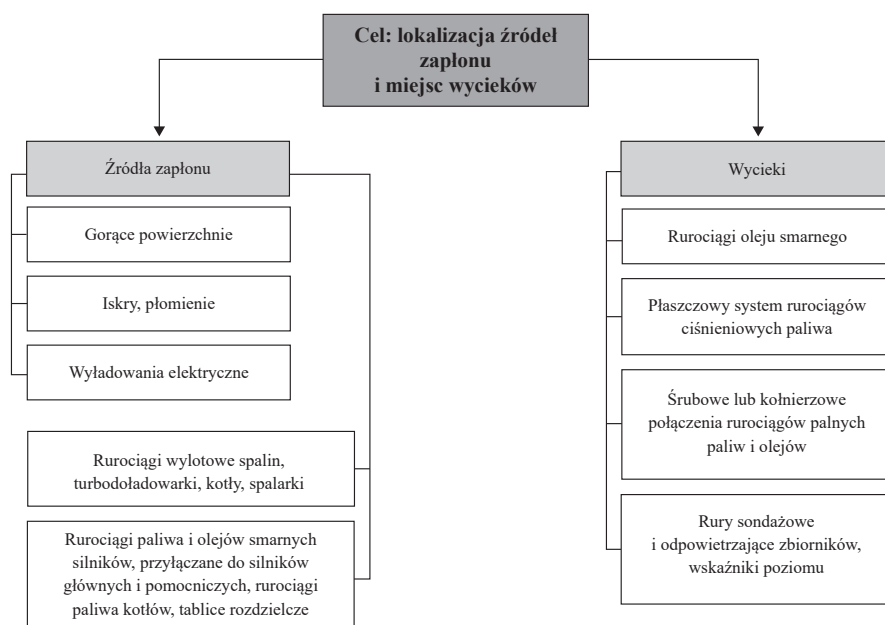 Cel: lokalizacja źródeł
zapłonu
i miejsc wycieków
Źródła zapłonu
Gorące powierzchnie
Iskry, płomienie
Wyładowania elektryczne
Rurociągi wylotowe spalin,
turbodoładowarki, kotły, spalarki
Rurociągi paliwa i olejów smarnych
silników, przyłączane do silników
głównych i pomocniczych, rurociągi
paliwa kotłów, tablice rozdzielcze
Wycieki
Rurociągi oleju smarnego
Płaszczowy system rurociągów
ciśnieniowych paliwa
Śrubowe lub kołnierzowe
połączenia rurociągów palnych
paliw i olejów
Rury sondażowe
i odpowietrzające zbiorników,
wskaźniki poziomu